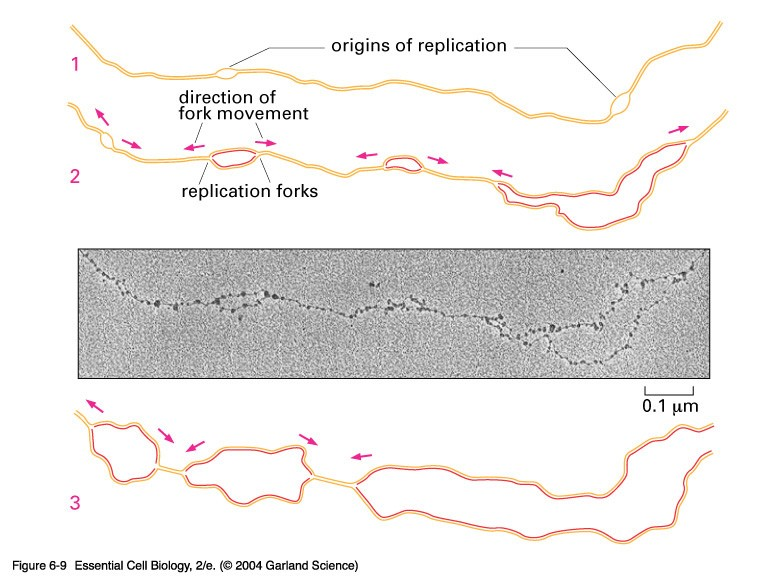 origins of replication
1
direction of
fork movement
2
replication forks
0.1 μm
3
Figure 6-9 Essential Cell Biology, 2/e. (© 2004 Garland Science)